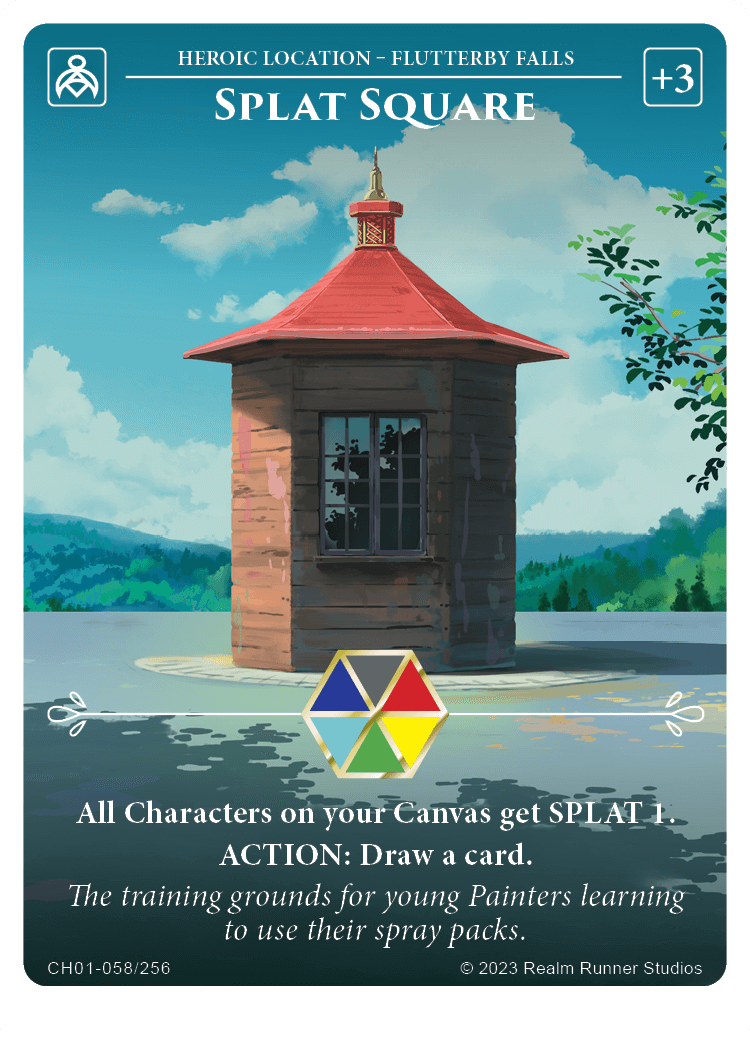 HEROIC LOCATION – FLUTTERBY FALLS
+3
SPLAT SQUARE
All Characters on your Canvas get SPLAT 1.
ACTION: Draw a card.
The training grounds for young Painters learning
to use their spray packs.
CH01-058/256
© 2023 Realm Runner Studios